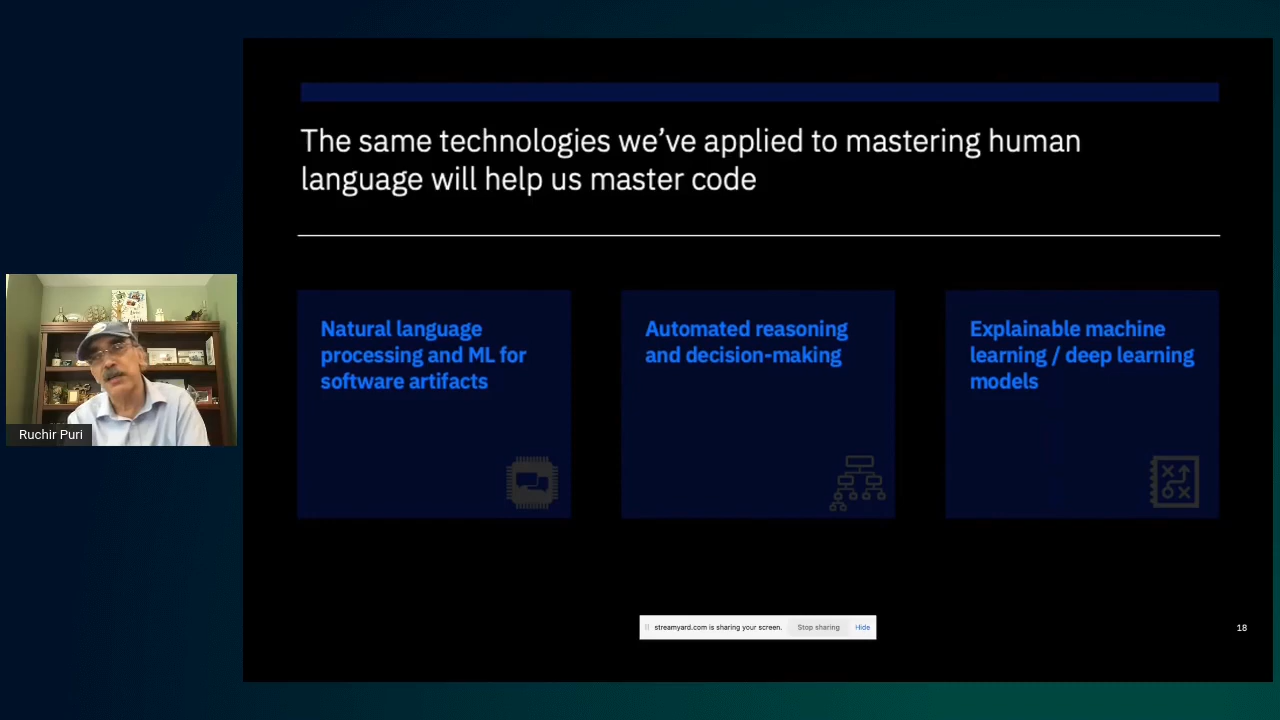 The same technologies we’ve applied to mastering human
language will help us master code
Natural language
processing and ML for
software artifacts
Automated reasoning
and decision-making
Explainable machine
learning / deep learning
models
Ruchir Puri
streamyard.com is sharing your screen. Stop sharing Hide
18